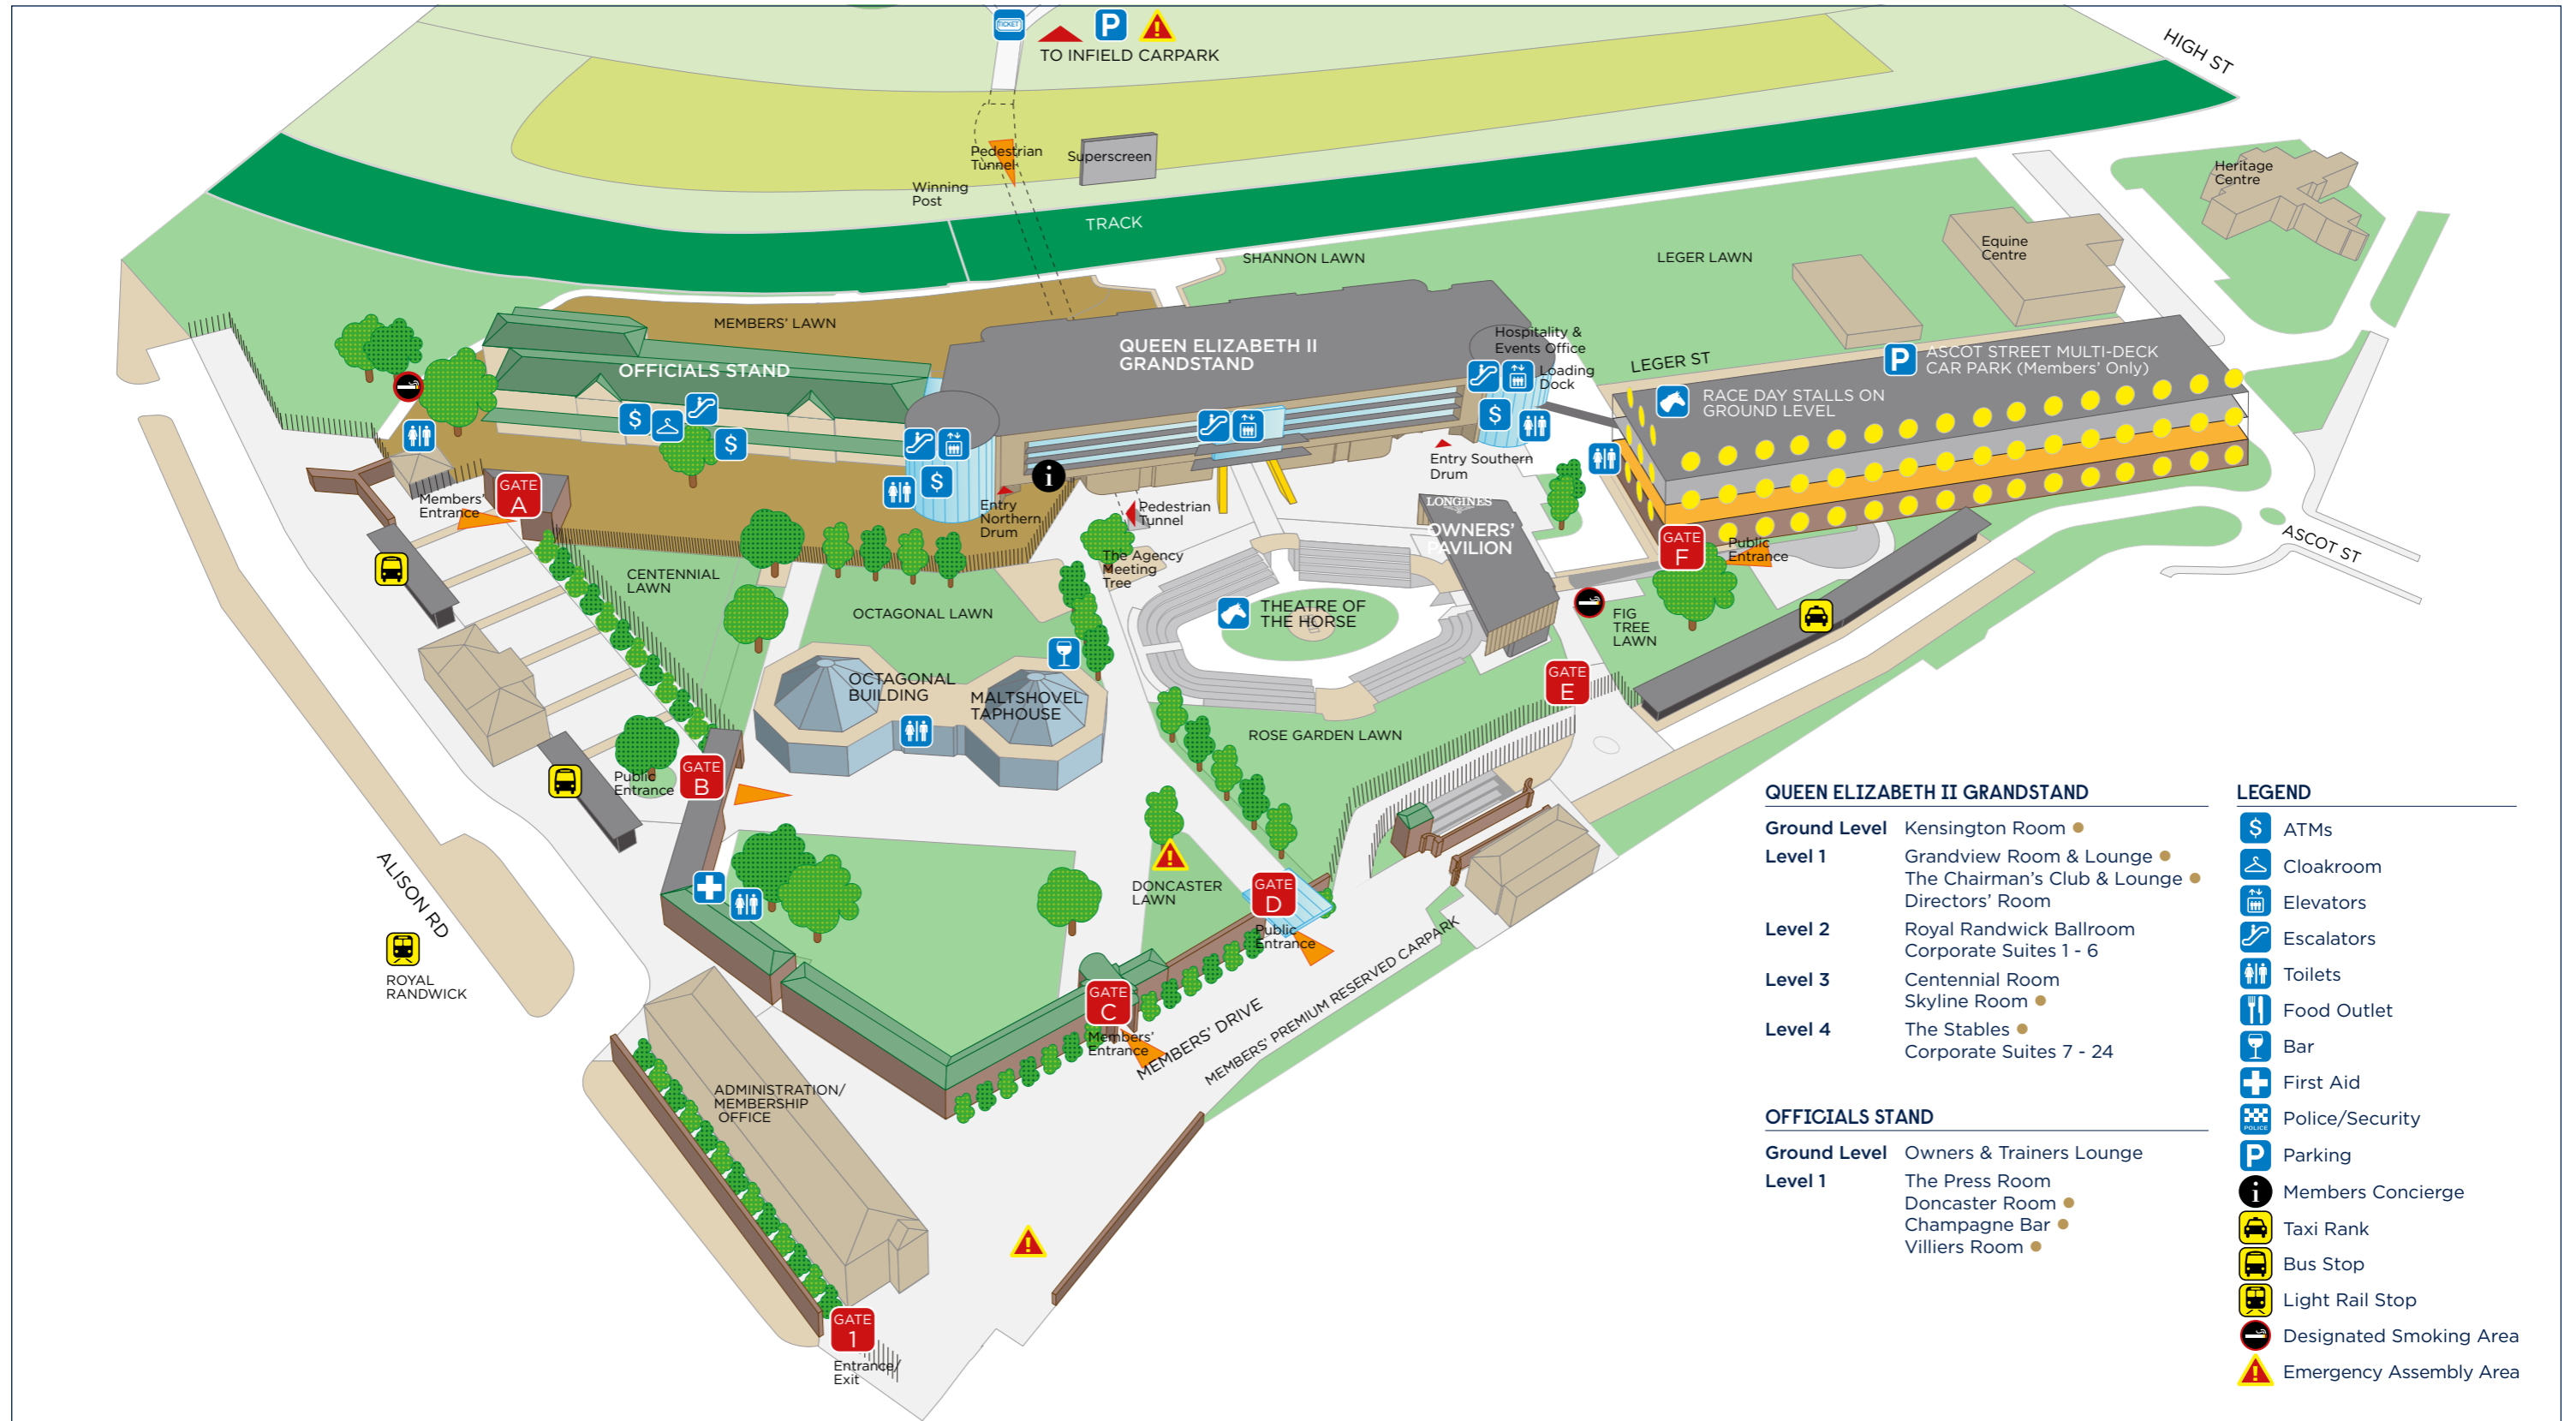 TICKET
P
TO INFIELD CARPARK
HIGH ST
Pedestrian
Tunnel
Superscreen
Winning
Post
TRACK
Heritage
Centre
Equine
Centre
SHANNON LAWN
LEGER LAWN
MEMBERS' LAWN
OFFICIALS STAND
QUEEN ELIZABETH II
GRANDSTAND
Hospitality &
Events Office
Loading
Dock
LEGER ST
P
ASCOT STREET MULTI-DECK
CAR PARK (Members' Only)
RACE DAY STALLS ON
GROUND LEVEL
$
$
$
$
i
Entry Southern
Drum
Members'
Entrance
GATE
A
Entry
Northern
Drum
Pedestrian
Tunnel
LONGINES
OWNERS'
PAVILION
The Agency
Meeting
Tree
GATE
F
Public
Entrance
ASCOT ST
CENTENNIAL
LAWN
OCTAGONAL LAWN
THEATRE OF
THE HORSE
FIG
TREE
LAWN
OCTAGONAL
BUILDING
MALTSHOVEL
TAPHOUSE
GATE
E
ROSE GARDEN LAWN
Public
Entrance
GATE
B
ALISON RD
ROYAL
RANDWICK
DONCASTER
LAWN
GATE
D
Public
Entrance
GATE
C
Members'
Entrance
MEMBERS' DRIVE
MEMBERS' PREMIUM RESERVED CARPARK
ADMINISTRATION/
MEMBERSHIP
OFFICE
GATE
1
Entrance/
Exit
QUEEN ELIZABETH II GRANDSTAND
Ground Level Kensington Room
Level 1 Grandview Room & Lounge
The Chairman's Club & Lounge
Directors' Room
Level 2 Royal Randwick Ballroom
Corporate Suites 1 - 6
Level 3 Centennial Room
Skyline Room
Level 4 The Stables
Corporate Suites 7 - 24
OFFICIALS STAND
Ground Level Owners & Trainers Lounge
Level 1 The Press Room
Doncaster Room
Champagne Bar
Villiers Room
LEGEND
$ ATMs
Cloakroom
Elevators
Escalators
Toilets
Food Outlet
Bar
First Aid
POLICE Police/Security
P Parking
i Members Concierge
Taxi Rank
Bus Stop
Light Rail Stop
Designated Smoking Area
Emergency Assembly Area